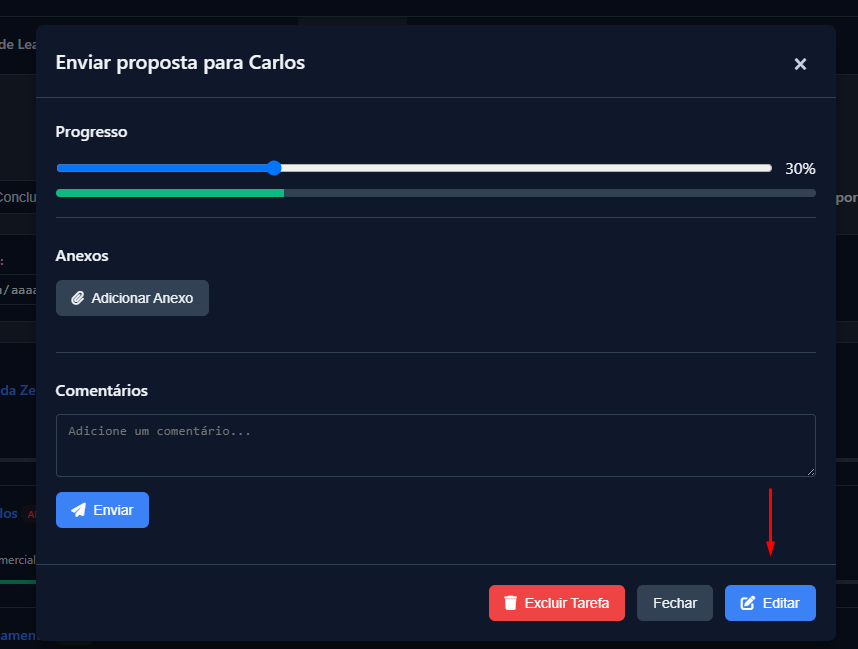 de Lea
Enviar proposta para Carlos
Progresso
30%
Conclu
por
Anexos
:
/aaaa
Adicionar Anexo
da Ze
Comentários
Adicione um comentário...
los
Enviar
mercial
Excluir Tarefa
Fechar
Editar
amen